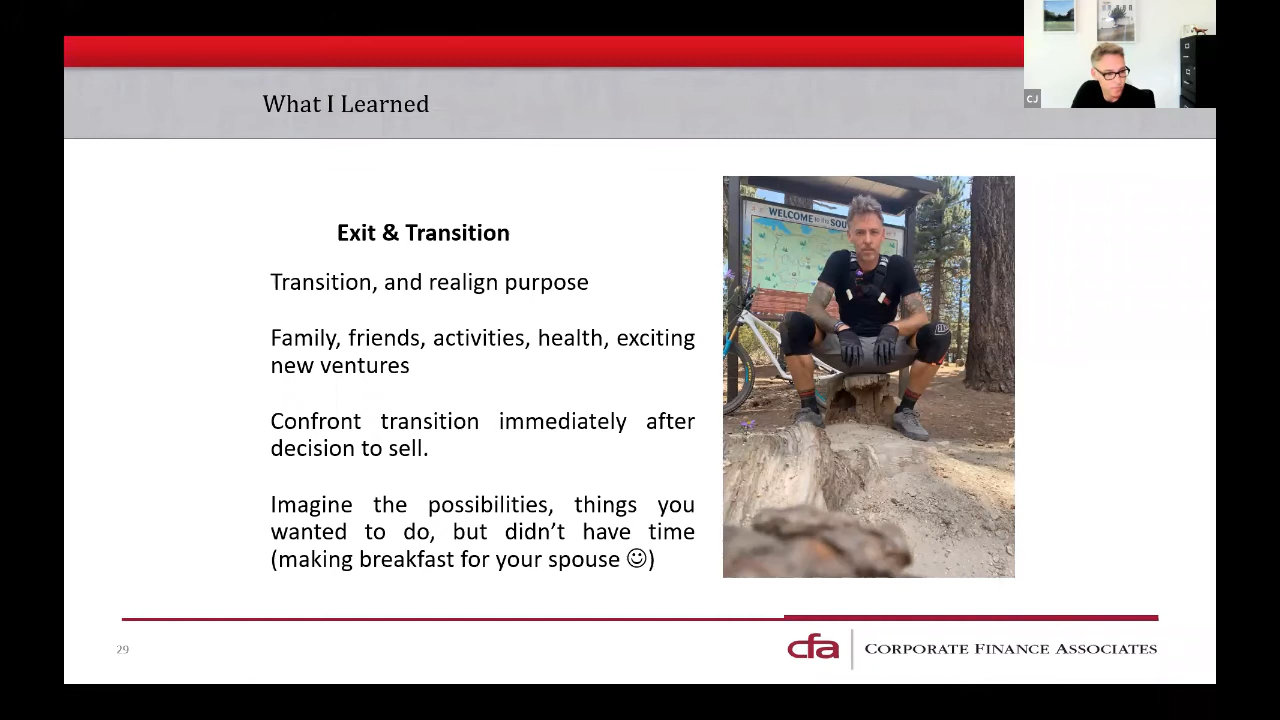 What I Learned
CJ
Exit & Transition
Transition, and realign purpose
Family, friends, activities, health, exciting
new ventures
Confront transition immediately after
decision to sell.
Imagine the possibilities, things you
wanted to do, but didn't have time
(making breakfast for your spouse ☺)
WELCOME to the SOU
29
cfa
CORPORATE FINANCE ASSOCIATES